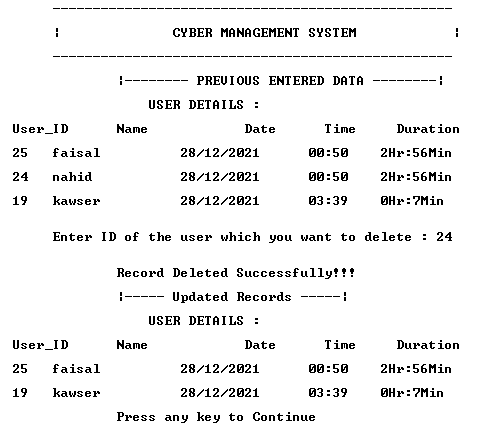 --------------------------------------------------
¦ CYBER MANAGEMENT SYSTEM ¦
--------------------------------------------------
¦-------- PREVIOUS ENTERED DATA --------¦
USER DETAILS :
User_ID Name Date Time Duration
25 faisal 28/12/2021 00:50 2Hr:56Min
24 nahid 28/12/2021 00:50 2Hr:56Min
19 kawser 28/12/2021 03:39 0Hr:7Min
Enter ID of the user which you want to delete : 24
Record Deleted Successfully!!!
¦----- Updated Records -----¦
USER DETAILS :
User_ID Name Date Time Duration
25 faisal 28/12/2021 00:50 2Hr:56Min
19 kawser 28/12/2021 03:39 0Hr:7Min
Press any key to Continue